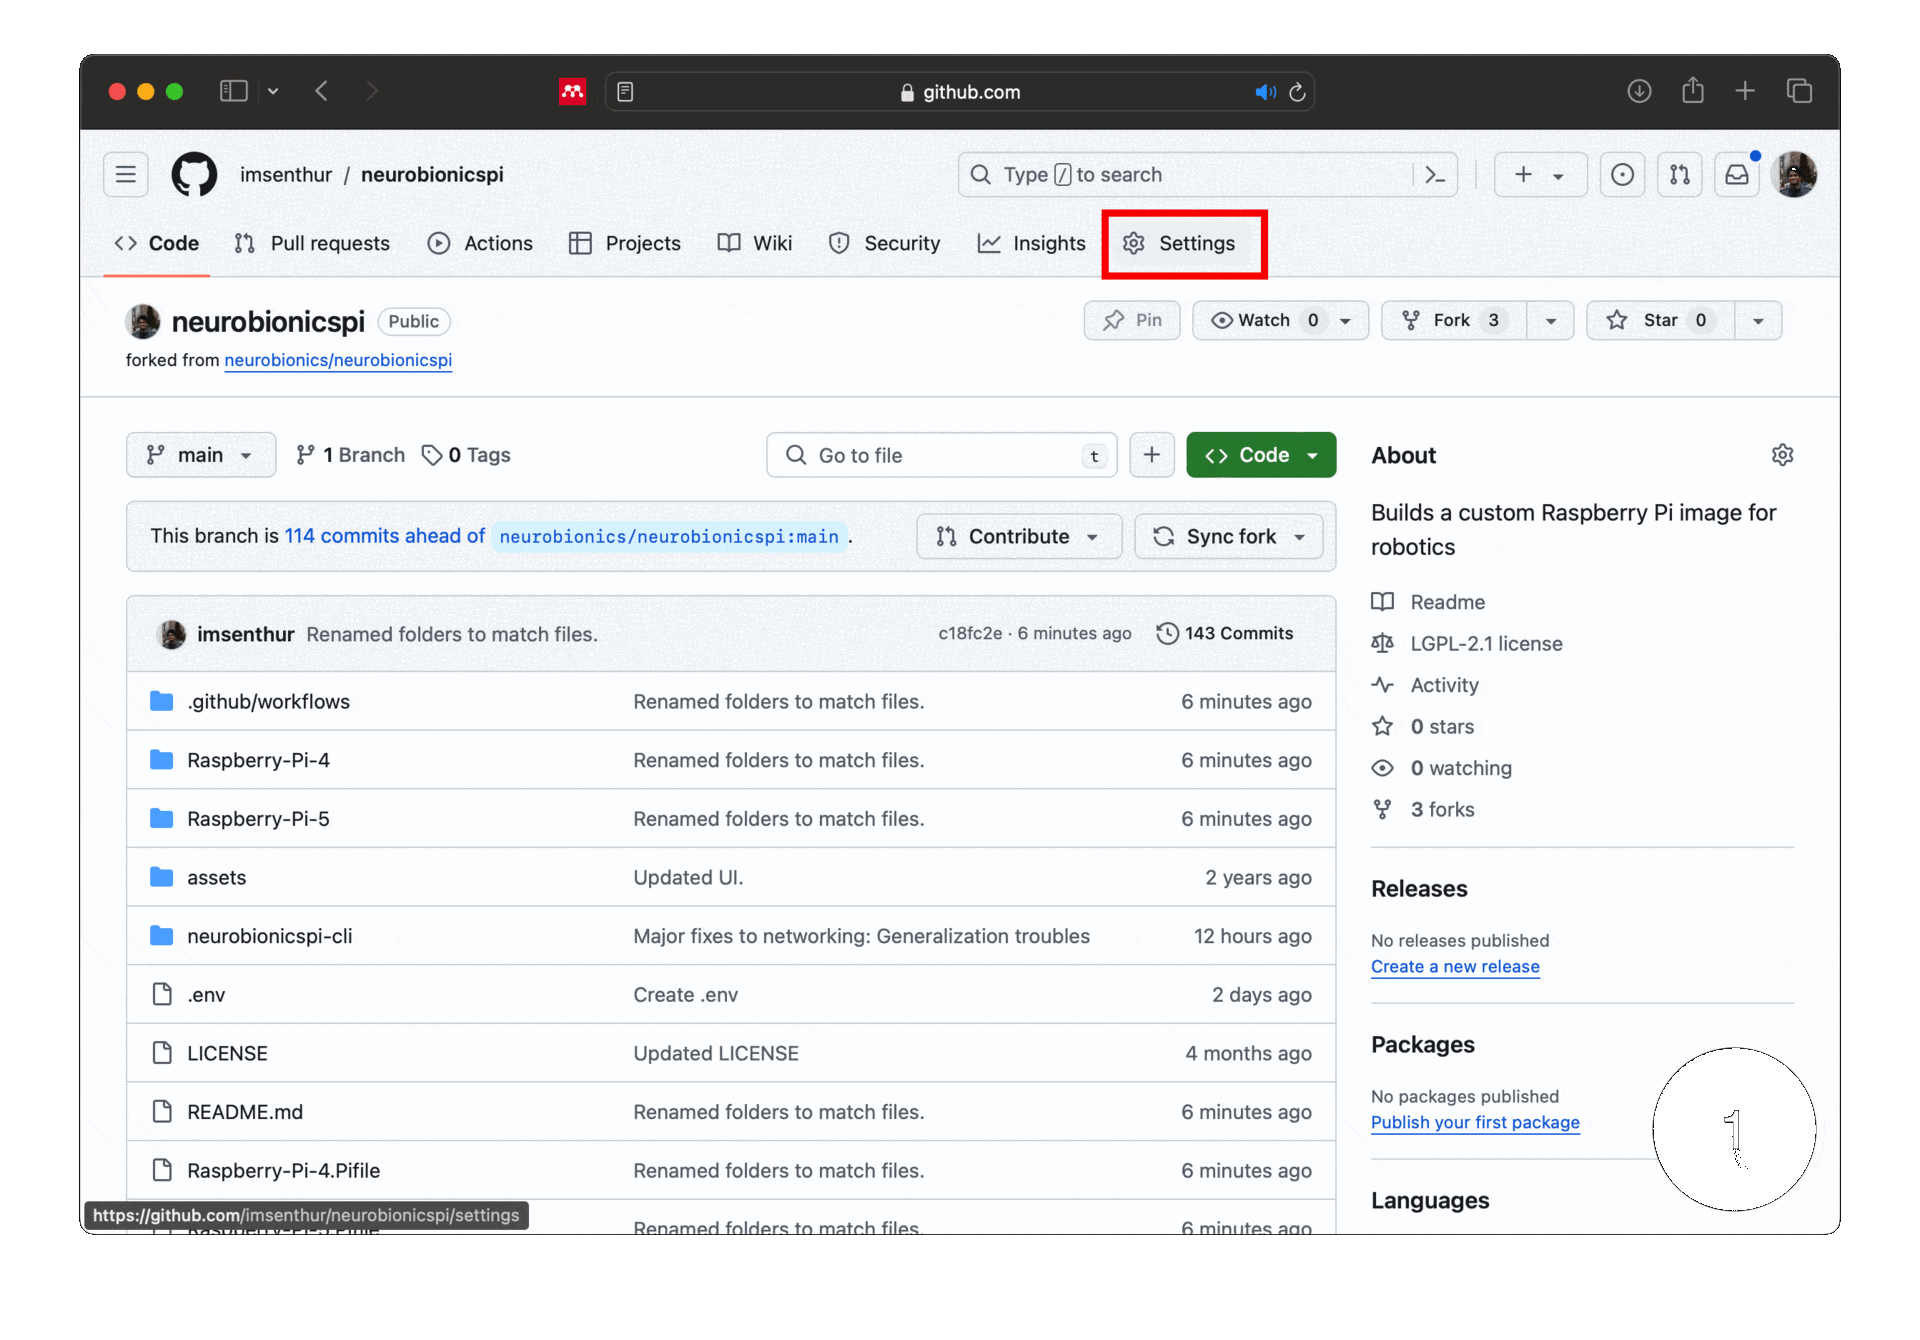 github.com
imsenthur / neurobionicspi
Type / to search
Code Pull requests Actions Projects Wiki Security Insights Settings
neurobionicspi Public
Pin Watch 0 Fork 3 Star 0
forked from neurobionics/neurobionicspi
main 1 Branch 0 Tags Go to file t Code
This branch is 114 commits ahead of neurobionics/neurobionicspi:main . Contribute Sync fork
imsenthur Renamed folders to match files. c18fc2e · 6 minutes ago 143 Commits
.github/workflows Renamed folders to match files. 6 minutes ago
Raspberry-Pi-4 Renamed folders to match files. 6 minutes ago
Raspberry-Pi-5 Renamed folders to match files. 6 minutes ago
assets Updated UI. 2 years ago
neurobionicspi-cli Major fixes to networking: Generalization troubles 12 hours ago
.env Create .env 2 days ago
LICENSE Updated LICENSE 4 months ago
README.md Renamed folders to match files. 6 minutes ago
Raspberry-Pi-4.Pifile Renamed folders to match files. 6 minutes ago
Renamed folders to match files. 6 minutes ago
https://github.com/imsenthur/neurobionicspi/settings
About
Builds a custom Raspberry Pi image for
robotics
Readme
LGPL-2.1 license
Activity
0 stars
0 watching
3 forks
Releases
No releases published
Create a new release
Packages
No packages published
Publish your first package
Languages
1